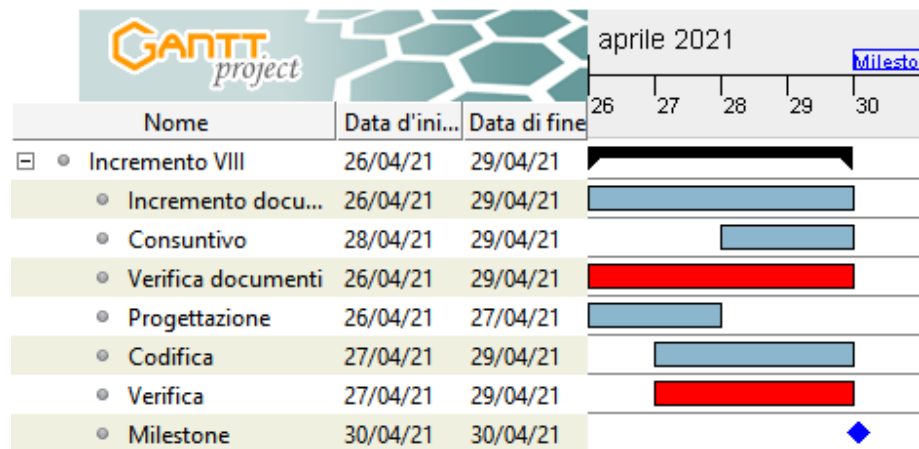 GANTT
project
aprile 2021
Milesto
26 27 28 29 30
Nome Data d'ini... Data di fine
Incremento VIII 26/04/21 29/04/21
Incremento docu... 26/04/21 29/04/21
Consuntivo 28/04/21 29/04/21
Verifica documenti 26/04/21 29/04/21
Progettazione 26/04/21 27/04/21
Codifica 27/04/21 29/04/21
Verifica 27/04/21 29/04/21
Milestone 30/04/21 30/04/21